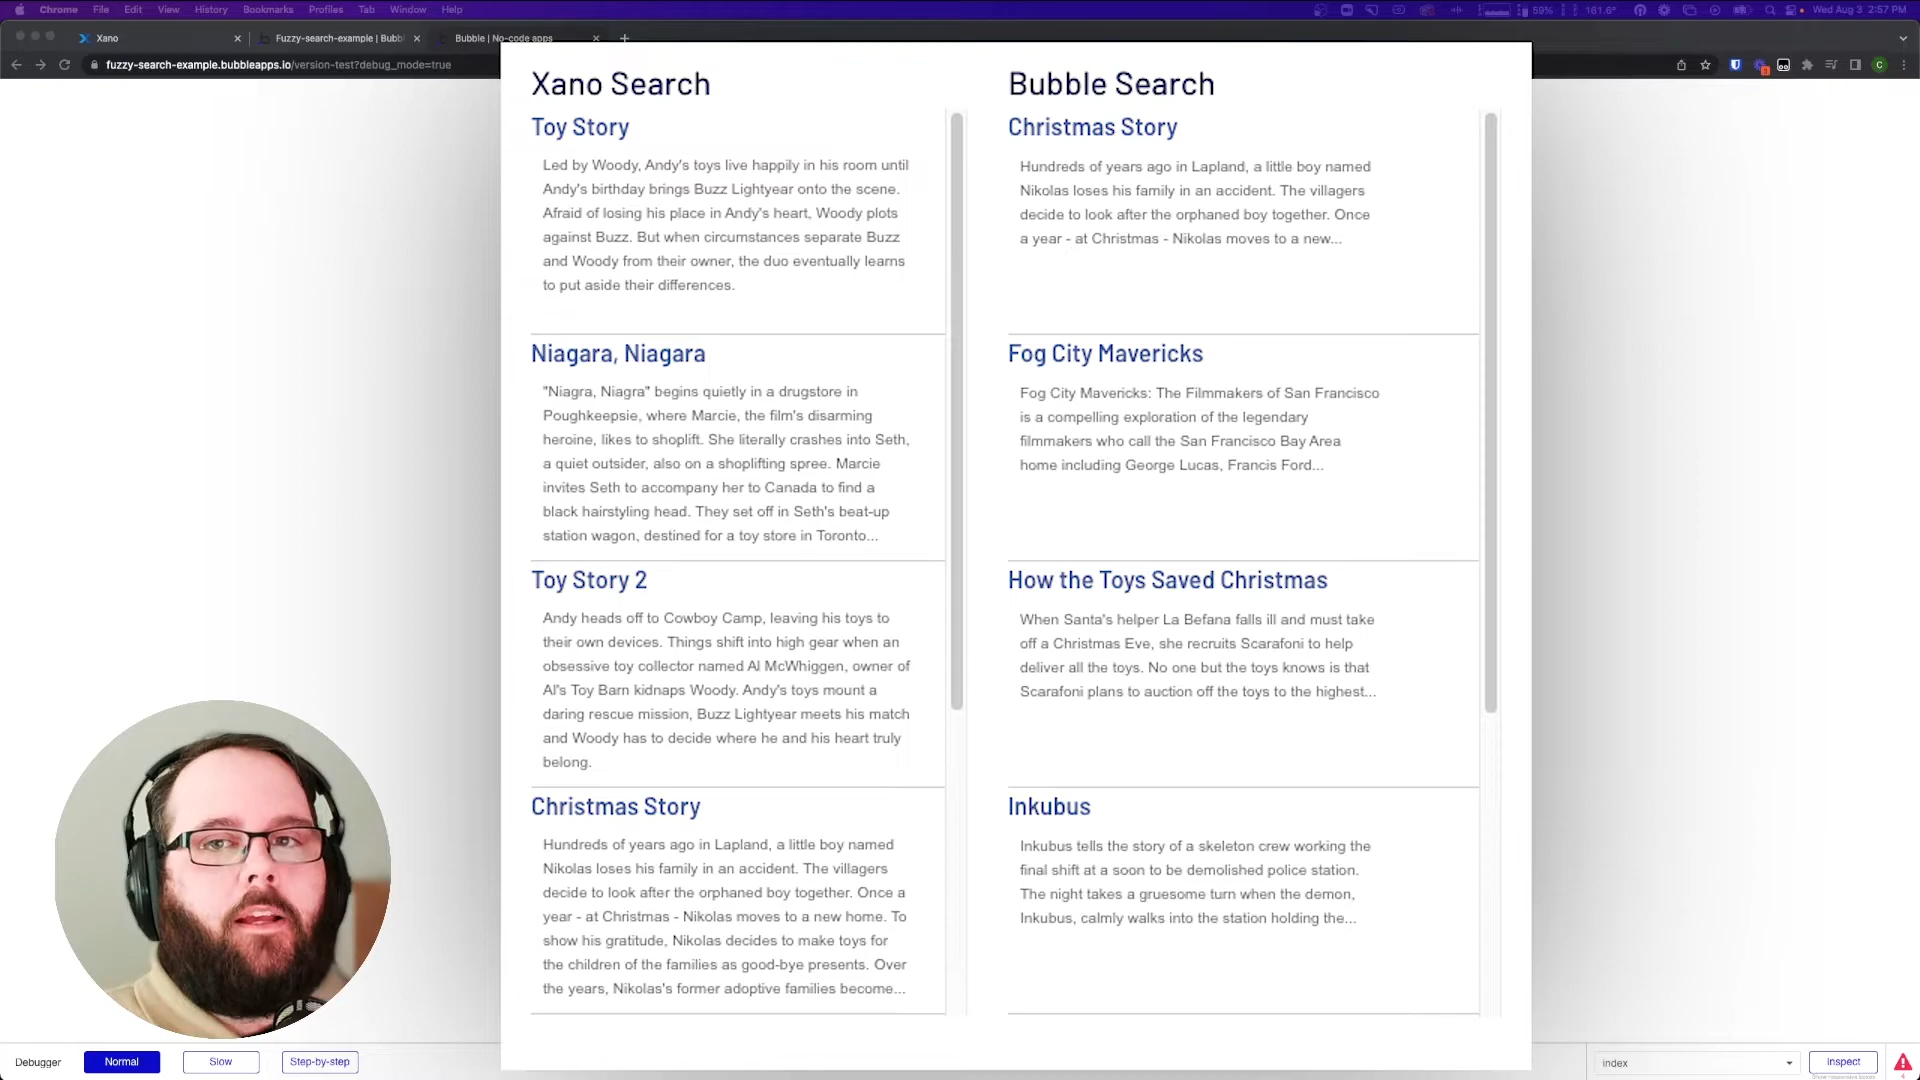 Chrome File Edit View History Bookmarks Profiles Tab Window Help
59% 161.6° Wed Aug 3 2:57 PM
Xano
Fuzzy-search-example | Bubbl
Bubble | No-code apps
fuzzy-search-example.bubbleapps.io/version-test?debug_mode=true
C
Xano Search
Toy Story
Led by Woody, Andy's toys live happily in his room until
Andy's birthday brings Buzz Lightyear onto the scene.
Afraid of losing his place in Andy's heart, Woody plots
against Buzz. But when circumstances separate Buzz
and Woody from their owner, the duo eventually learns
to put aside their differences.
Niagara, Niagara
"Niagra, Niagra" begins quietly in a drugstore in
Poughkeepsie, where Marcie, the film's disarming
heroine, likes to shoplift. She literally crashes into Seth,
a quiet outsider, also on a shoplifting spree. Marcie
invites Seth to accompany her to Canada to find a
black hairstyling head. They set off in Seth's beat-up
station wagon, destined for a toy store in Toronto...
Toy Story 2
Andy heads off to Cowboy Camp, leaving his toys to
their own devices. Things shift into high gear when an
obsessive toy collector named Al McWhiggen, owner of
Al's Toy Barn kidnaps Woody. Andy's toys mount a
daring rescue mission, Buzz Lightyear meets his match
and Woody has to decide where he and his heart truly
belong.
Christmas Story
Hundreds of years ago in Lapland, a little boy named
Nikolas loses his family in an accident. The villagers
decide to look after the orphaned boy together. Once a
year - at Christmas - Nikolas moves to a new home. To
show his gratitude, Nikolas decides to make toys for
the children of the families as good-bye presents. Over
the years, Nikolas's former adoptive families become...
Bubble Search
Christmas Story
Hundreds of years ago in Lapland, a little boy named
Nikolas loses his family in an accident. The villagers
decide to look after the orphaned boy together. Once
a year - at Christmas - Nikolas moves to a new...
Fog City Mavericks
Fog City Mavericks: The Filmmakers of San Francisco
is a compelling exploration of the legendary
filmmakers who call the San Francisco Bay Area
home including George Lucas, Francis Ford...
How the Toys Saved Christmas
When Santa's helper La Befana falls ill and must take
off a Christmas Eve, she recruits Scarafoni to help
deliver all the toys. No one but the toys knows is that
Scarafoni plans to auction off the toys to the highest...
Inkubus
Inkubus tells the story of a skeleton crew working the
final shift at a soon to be demolished police station.
The night takes a gruesome turn when the demon,
Inkubus, calmly walks into the station holding the...
Debugger Normal Slow Step-by-step index Inspect